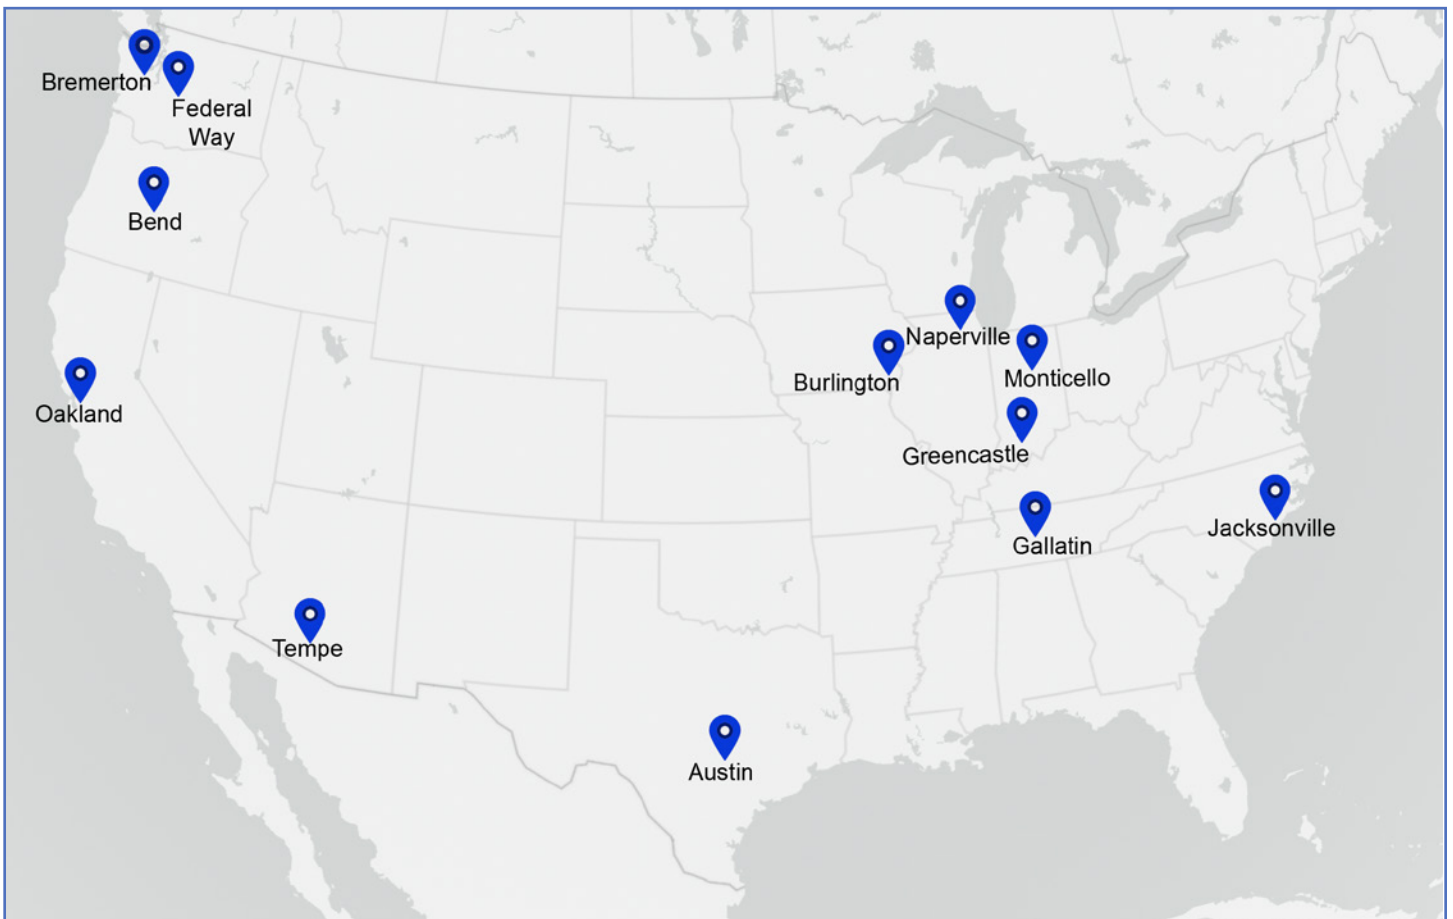 Bremerton
Federal
Way
Bend
Naperville
Burlington
Monticello
Oakland
Greencastle
Jacksonville
Gallatin
Tempe
Austin